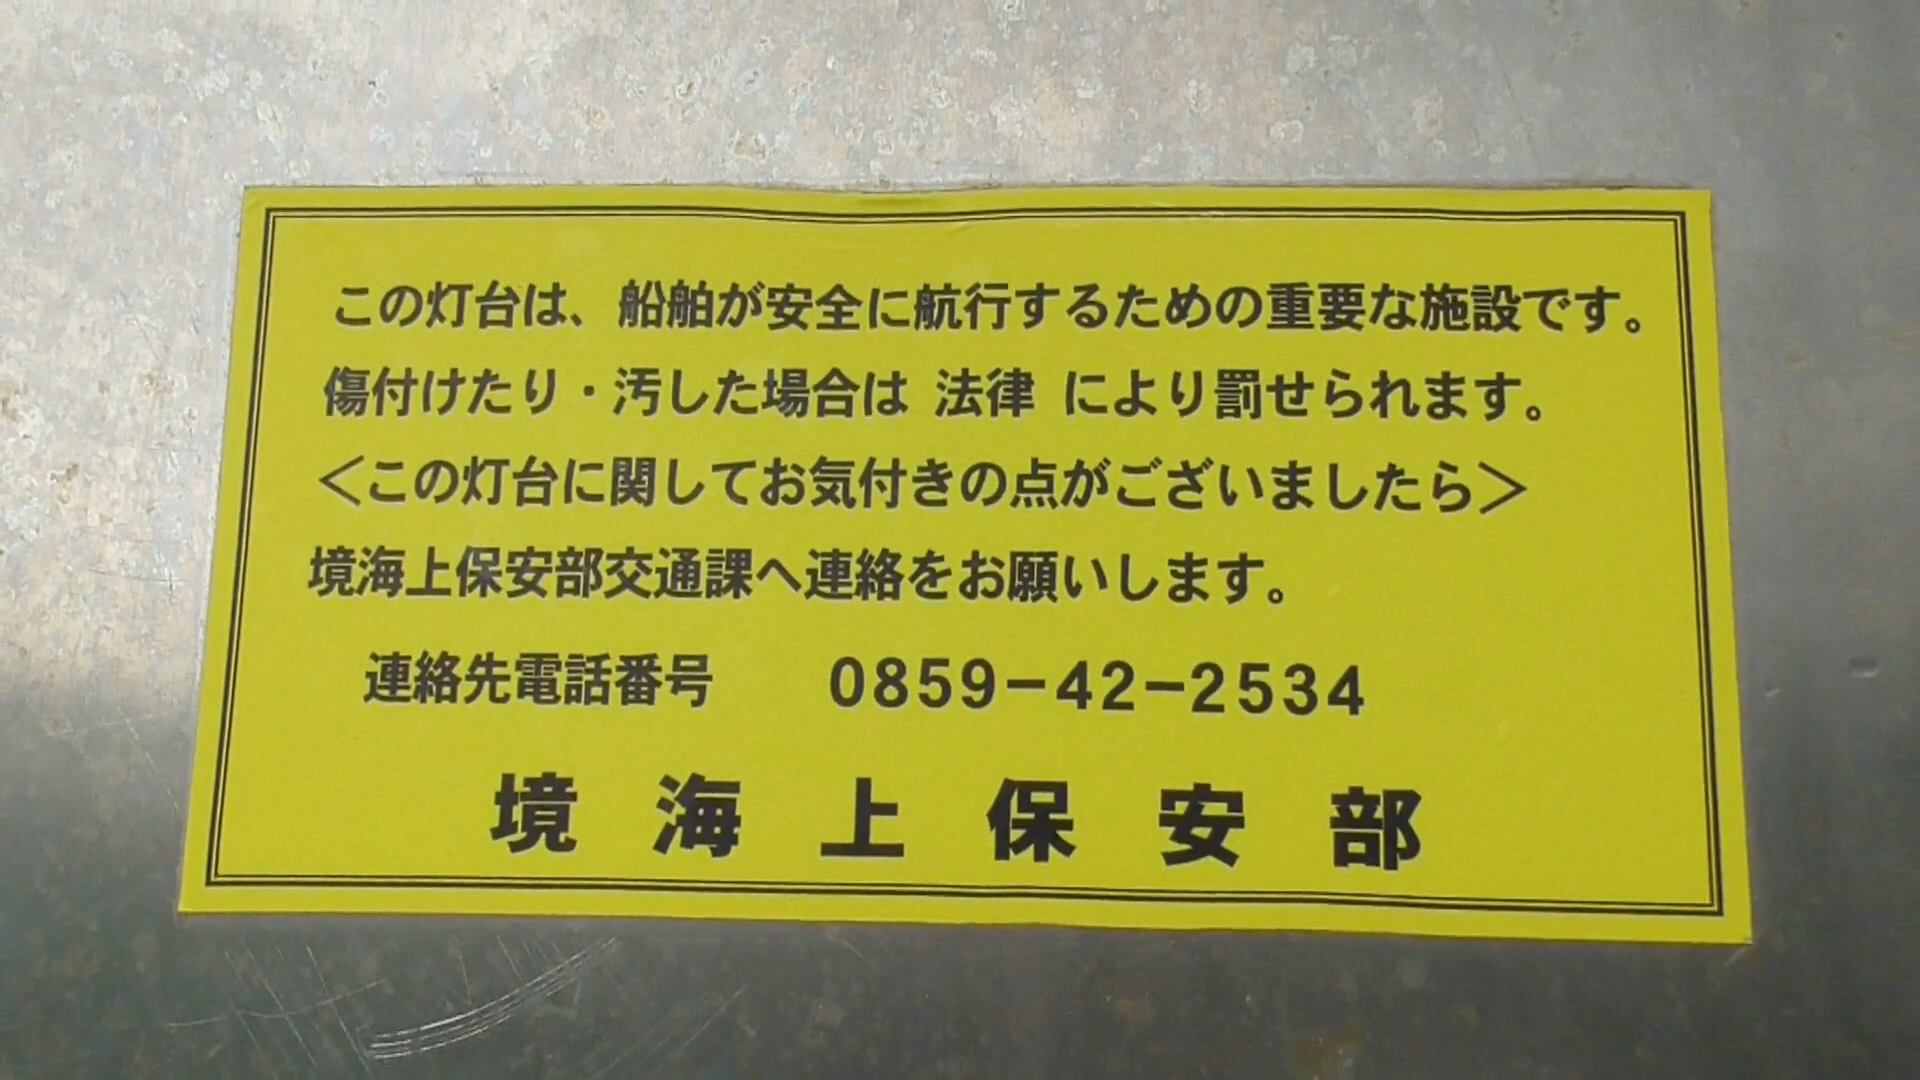 この灯台は、船舶が安全に航行するための重要な施設です。
傷付けたり・汚した場合は 法律 により罰せられます。
＜この灯台に関してお気付きの点がございましたら＞
境海上保安部交通課へ連絡をお願いします。
連絡先電話番号　0859−42−2534
境海上保安部